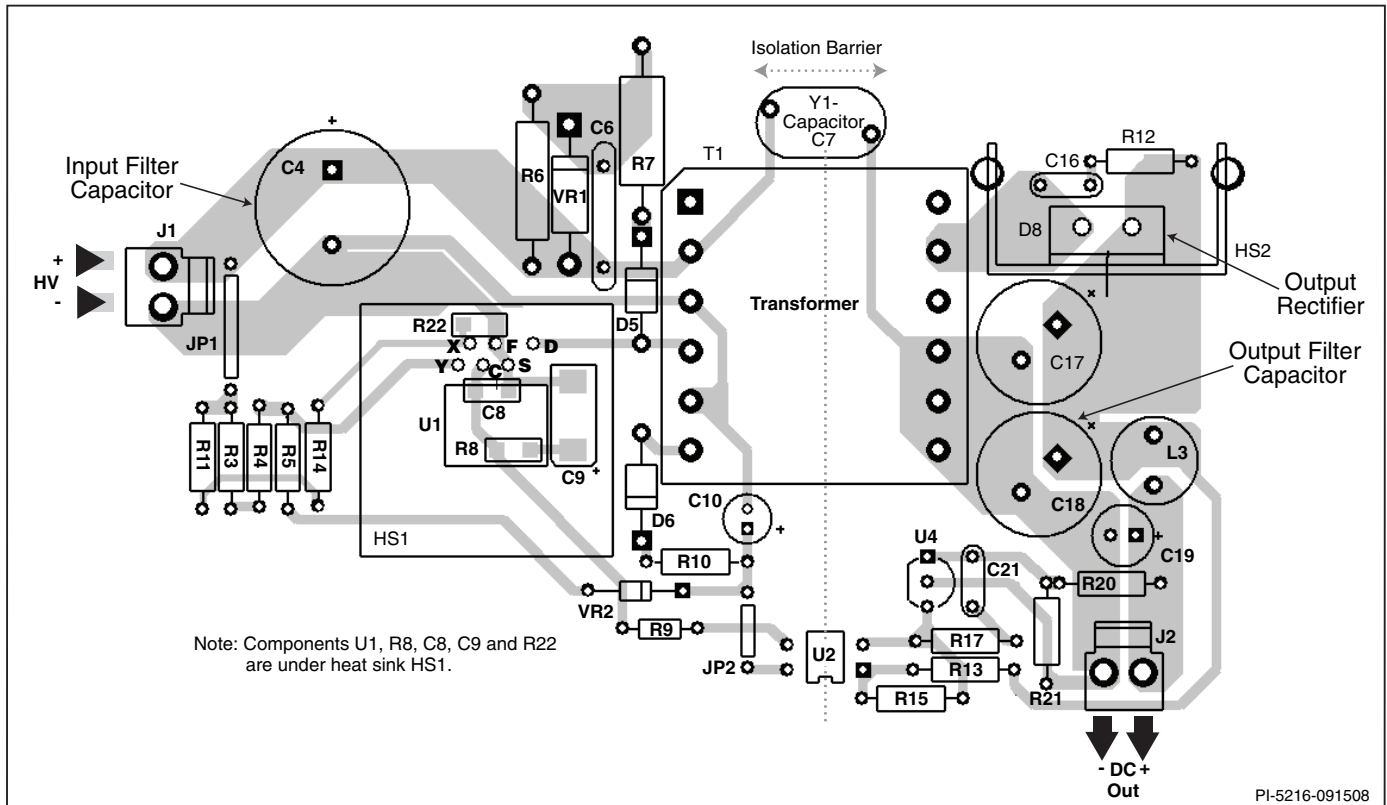 Isolation Barrier
Y1-
Capacitor
C7
+
C4
Input Filter
Capacitor
J1
+
HV
-
JP1
R6
VR1
C6
R7
T1
Transformer
D5
C16
R12
D8
HS2
Output
Rectifier
×
C17
Output Filter
Capacitor
×
C18
L3
R22
X
F
D
Y
C
S
C8
U1
R8
C9
+
HS1
R11
R3
R4
R5
R14
D6
C10
+
R10
VR2
R9
JP2
U2
U4
C21
C19
+
R20
R17
R13
R15
R21
J2
Note: Components U1, R8, C8, C9 and R22
are under heat sink HS1.
- DC +
Out
PI-5216-091508